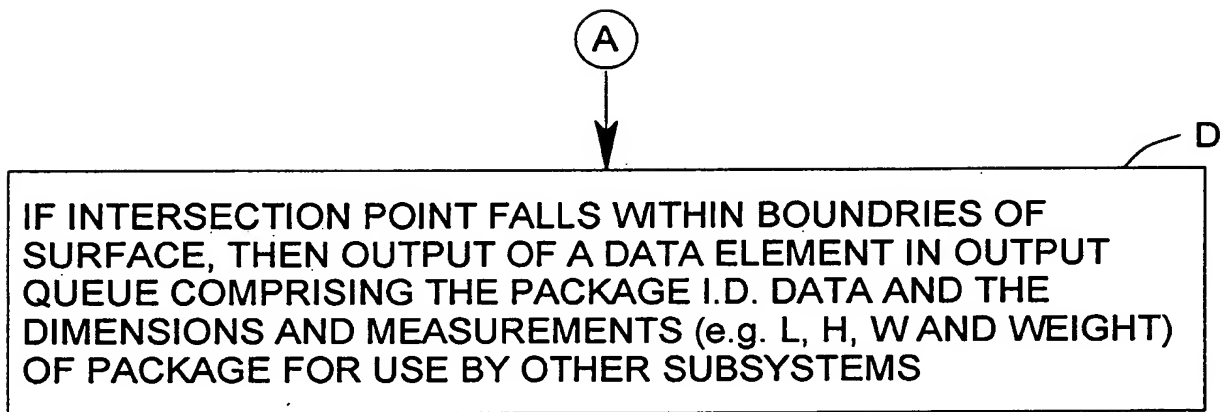 A
D
IF INTERSECTION POINT FALLS WITHIN BOUNDRIES OF
SURFACE, THEN OUTPUT OF A DATA ELEMENT IN OUTPUT
QUEUE COMPRISING THE PACKAGE I.D. DATA AND THE
DIMENSIONS AND MEASUREMENTS (e.g. L, H, W AND WEIGHT)
OF PACKAGE FOR USE BY OTHER SUBSYSTEMS